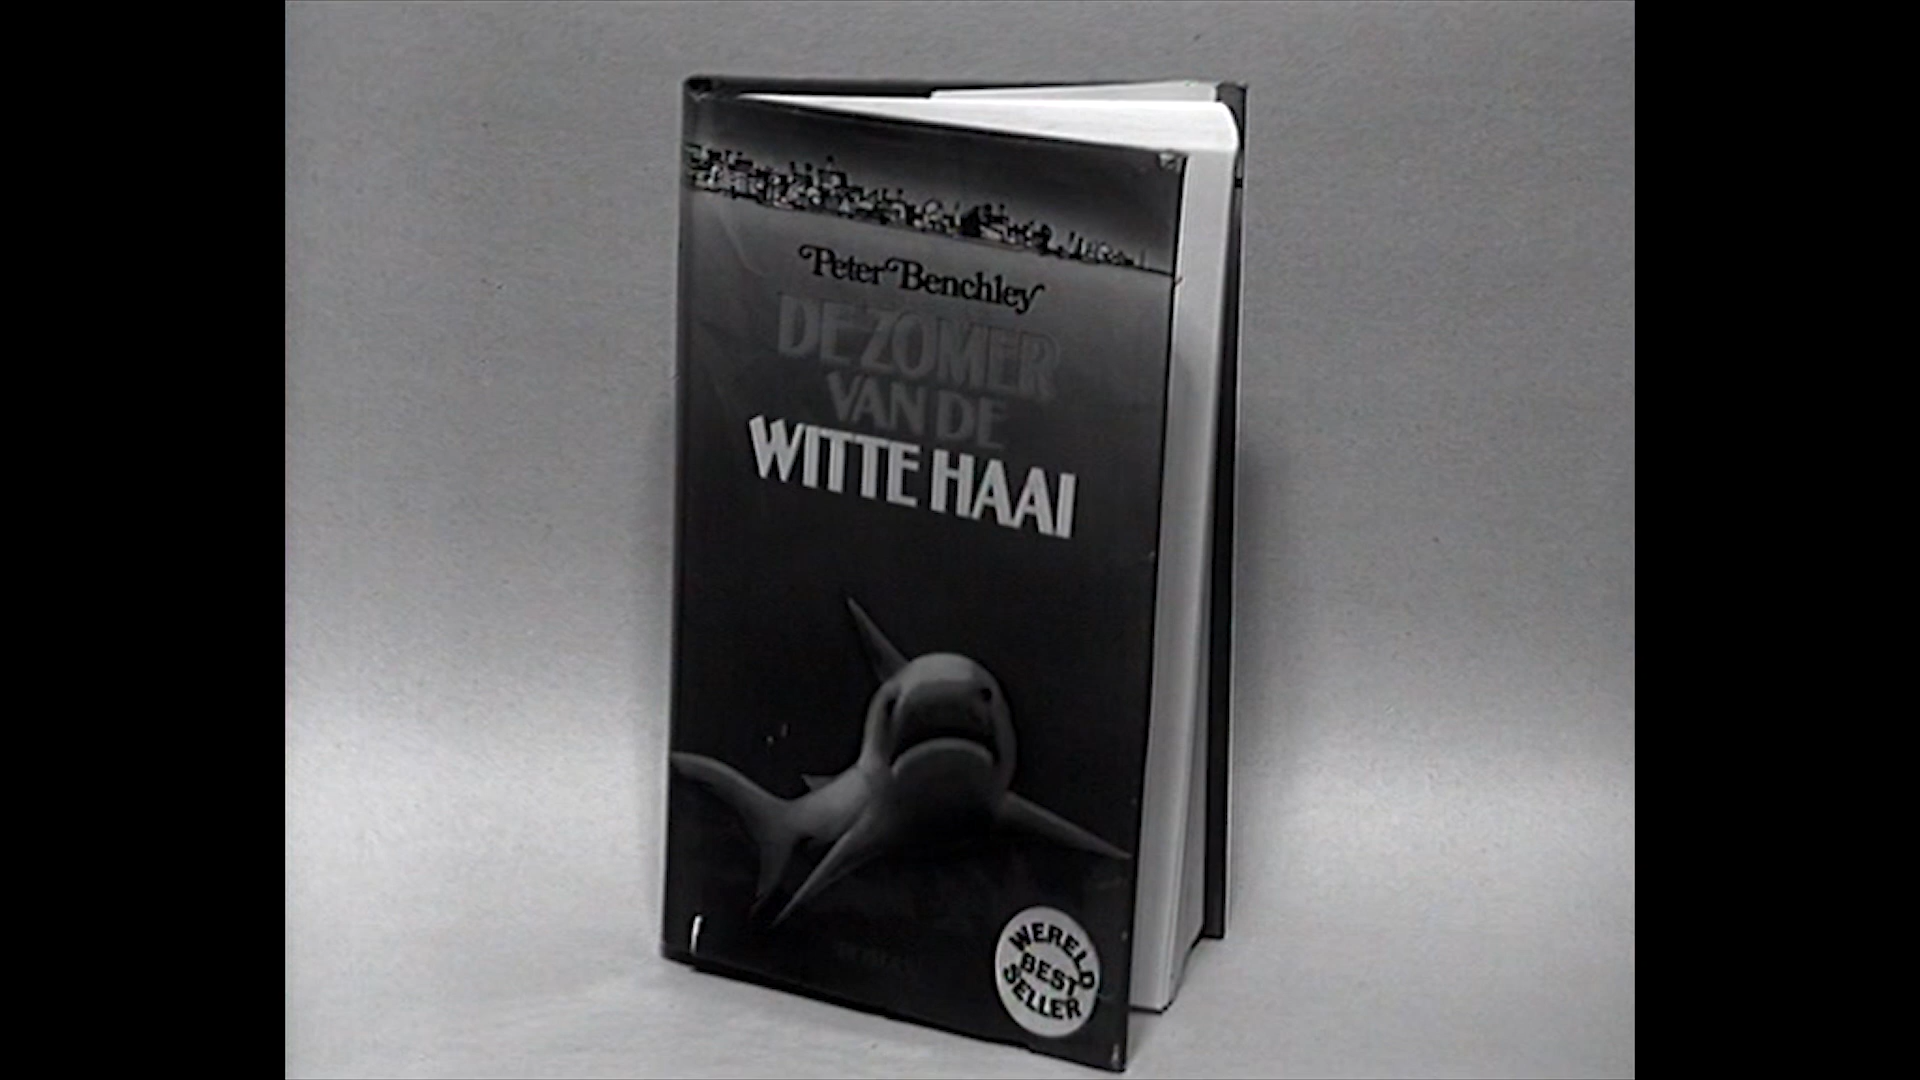 Peter Benchley
DE ZOMER
VAN DE
WITTE HAAI
WERELD
BEST
SELLER